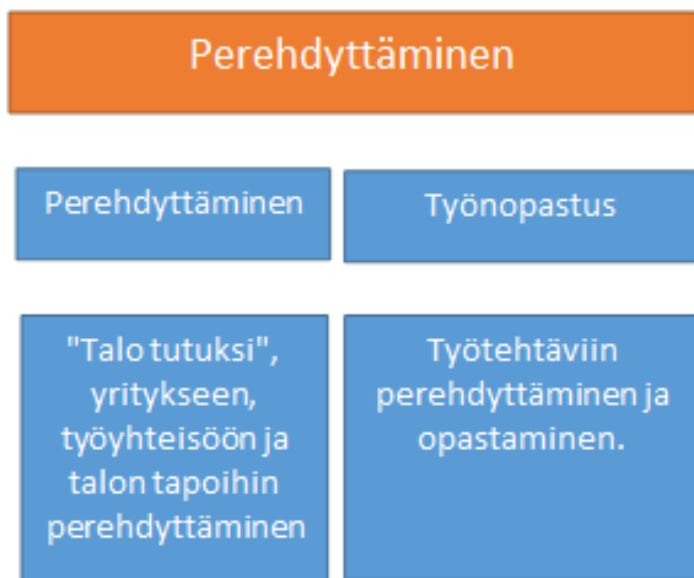 Perehdyttäminen
Perehdyttäminen
Työnopastus
"Talo tutuksi",
yritykseen,
työyhteisöön ja
talon tapoihin
perehdyttäminen
Työtehtäviin
perehdyttäminen ja
opastaminen.